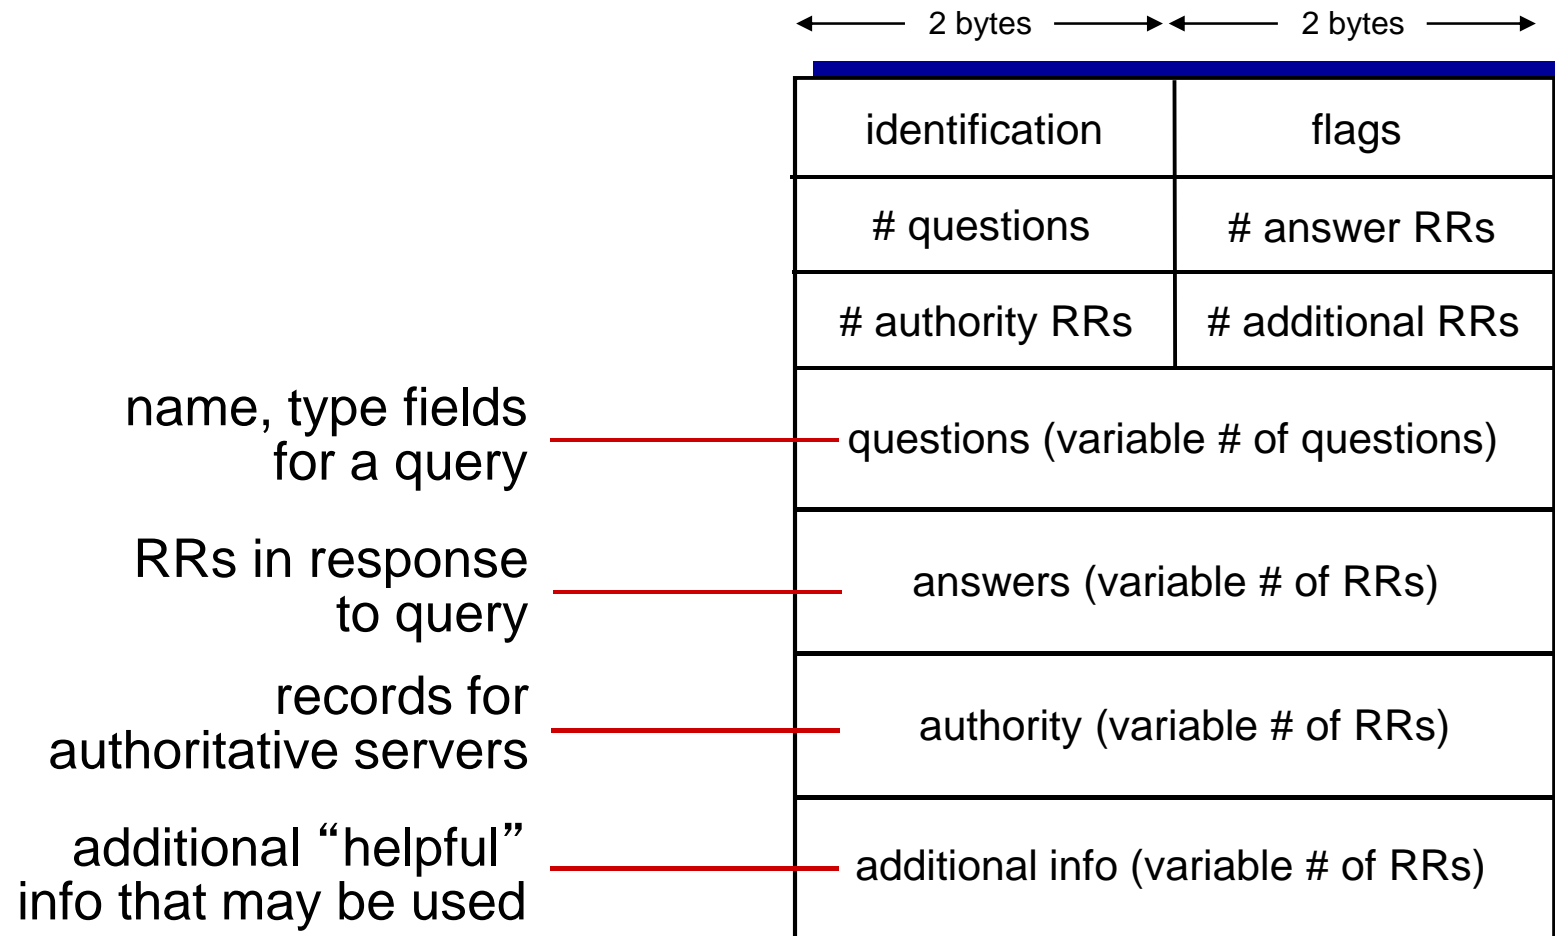 2 bytes 2 bytes
identification flags
# questions # answer RRs
# authority RRs # additional RRs
name, type fields
for a query
questions (variable # of questions)
RRs in response
to query
answers (variable # of RRs)
records for
authoritative servers
authority (variable # of RRs)
additional “helpful”
info that may be used
additional info (variable # of RRs)